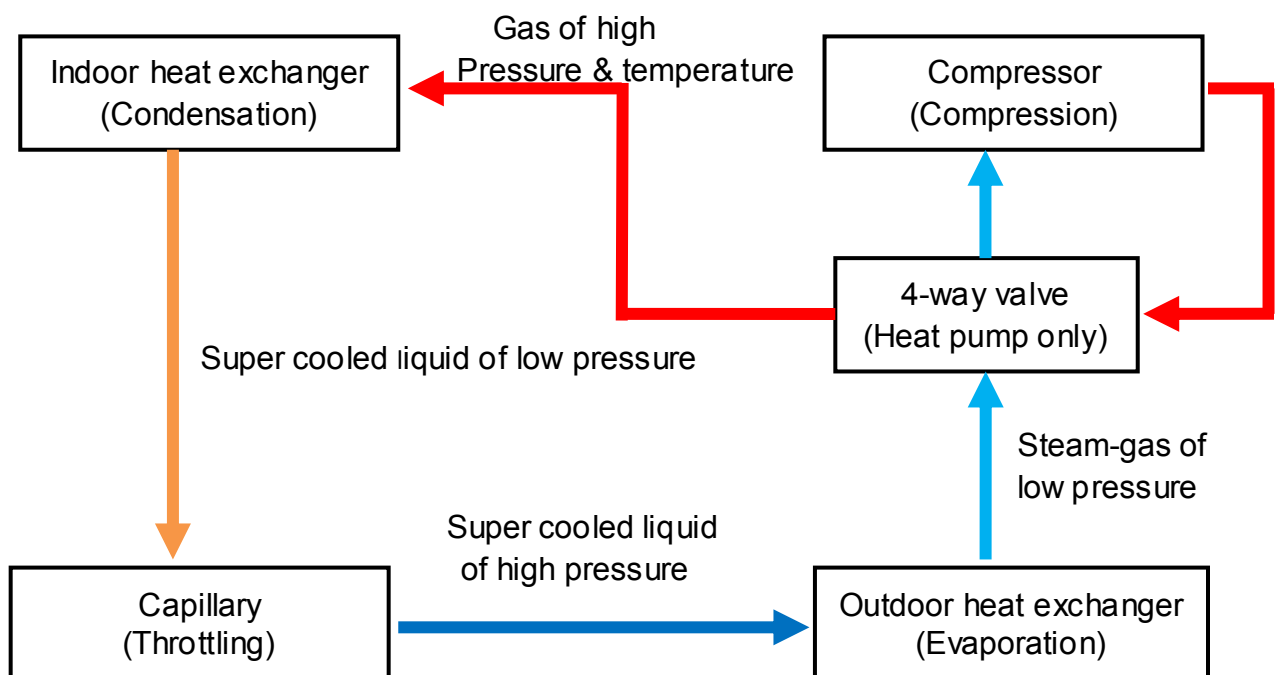 Gas of high
Pressure & temperature
Indoor heat exchanger
(Condensation)
Compressor
(Compression)
4-way valve
(Heat pump only)
Super cooled liquid of low pressure
Steam-gas of
low pressure
Super cooled liquid
of high pressure
Capillary
(Throttling)
Outdoor heat exchanger
(Evaporation)